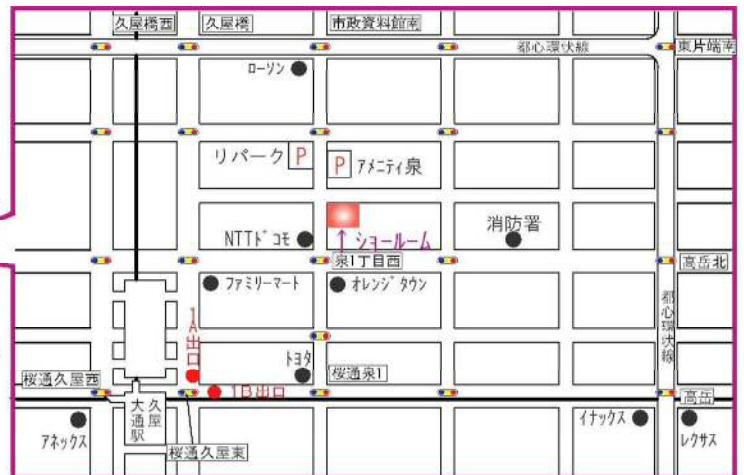 久屋橋西
久屋橋
市政資料館南
都心環状線
東片端南
ローソン
リパーク P
P アメニティ泉
NTTドコモ
↑ ショールーム
消防署
泉1丁目西
高岳北
ファミリーマート
オレンジタウン
都心環状線
1A出口
トヨタ
桜通久屋西
桜通泉1
1B出口
高岳
アネックス
久屋大通駅
桜通久屋東
イナックス
レクサス